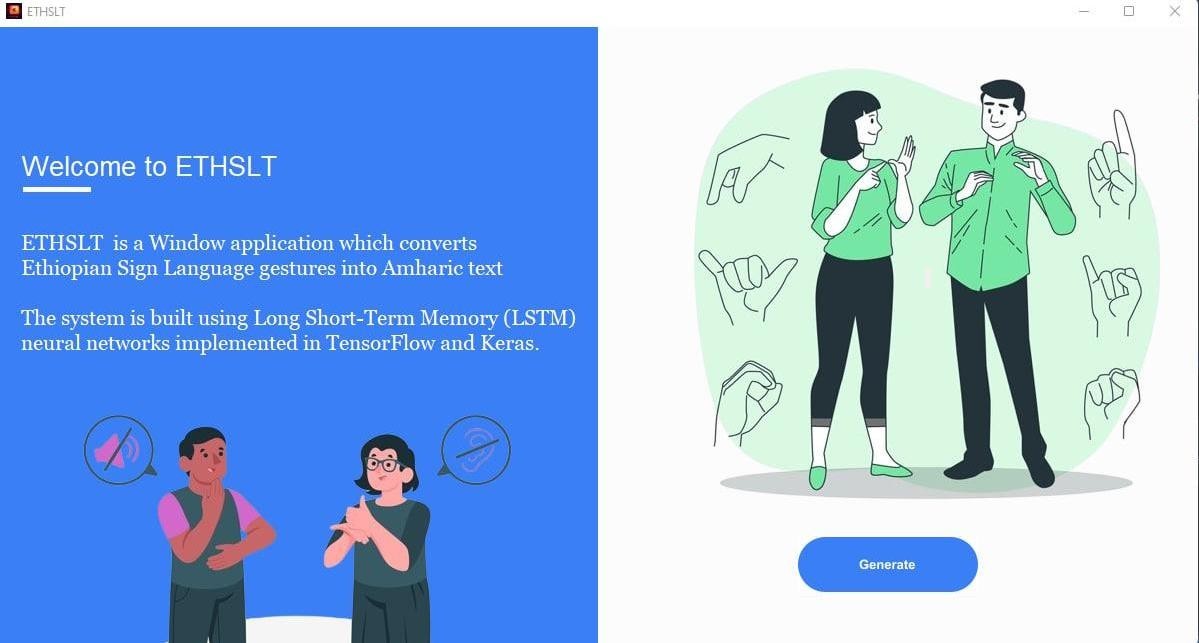 ETHSLT
Welcome to ETHSLT
ETHSLT is a Window application which converts
Ethiopian Sign Language gestures into Amharic text
The system is built using Long Short-Term Memory (LSTM)
neural networks implemented in TensorFlow and Keras.
Generate